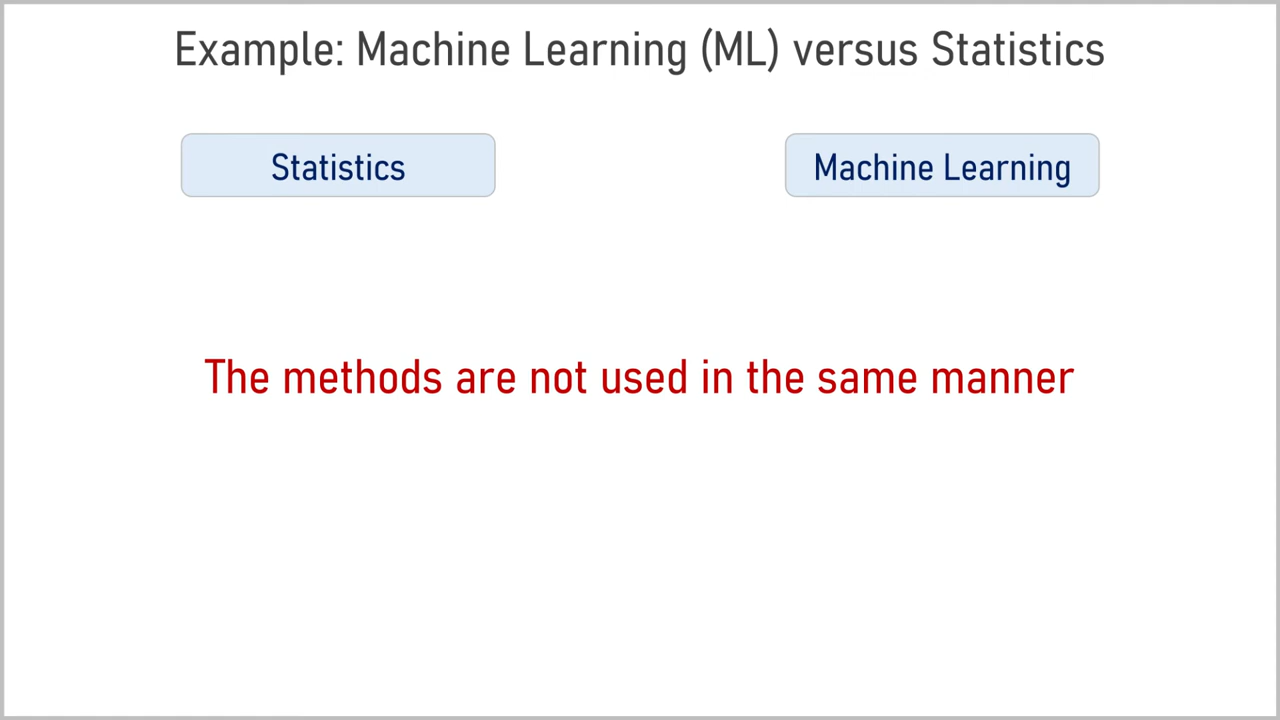 Example: Machine Learning (ML) versus Statistics
Statistics
Machine Learning
The methods are not used in the same manner